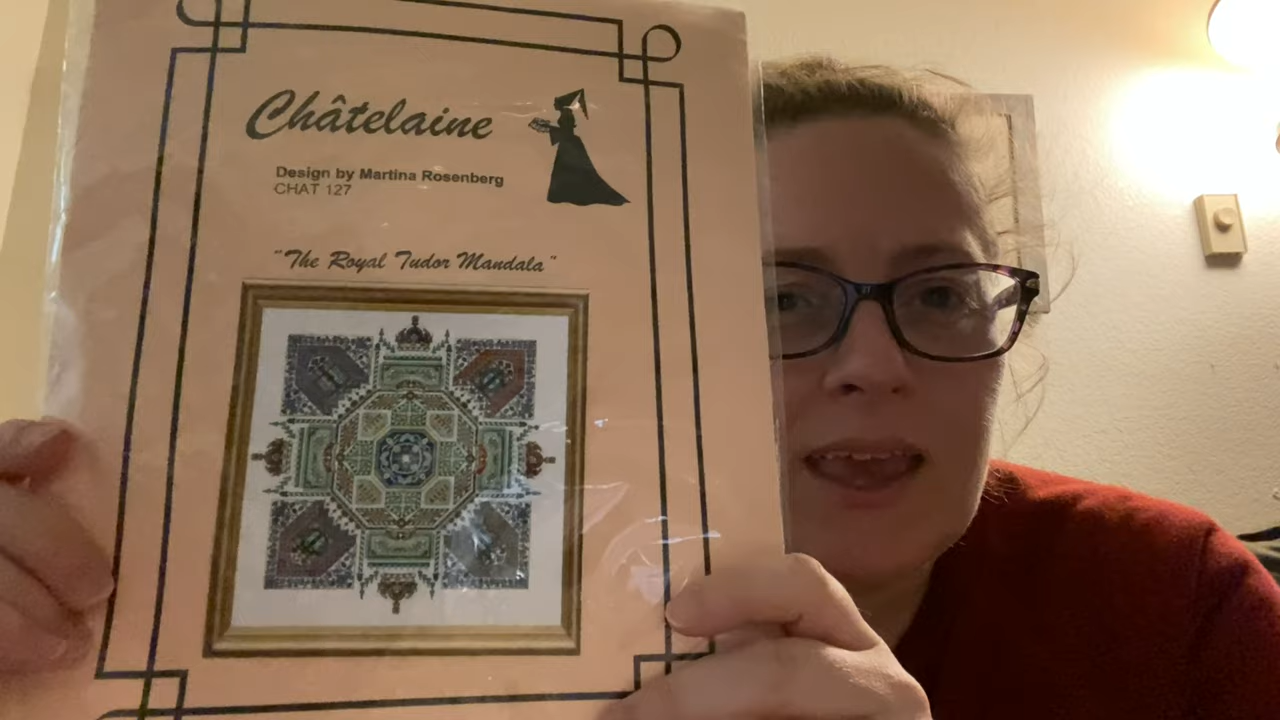 Châtelaine
Design by Martina Rosenberg
CHAT 127
"The Royal Tudor Mandala"